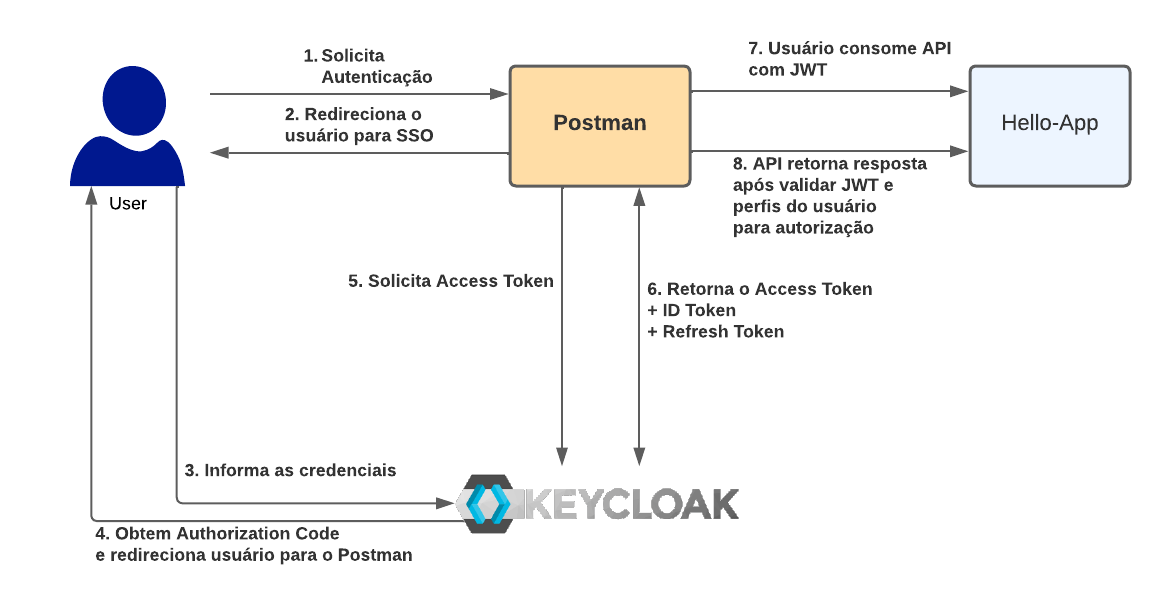 1. Solicita
Autenticação
2. Redireciona o
usuário para SSO
7. Usuário consome API
com JWT
Postman
Hello-App
8. API retorna resposta
após validar JWT e
perfis do usuário
para autorização
User
5. Solicita Access Token
6. Retorna o Access Token
+ ID Token
+ Refresh Token
3. Informa as credenciais
KEYCLOAK
4. Obtem Authorization Code
e redireciona usuário para o Postman